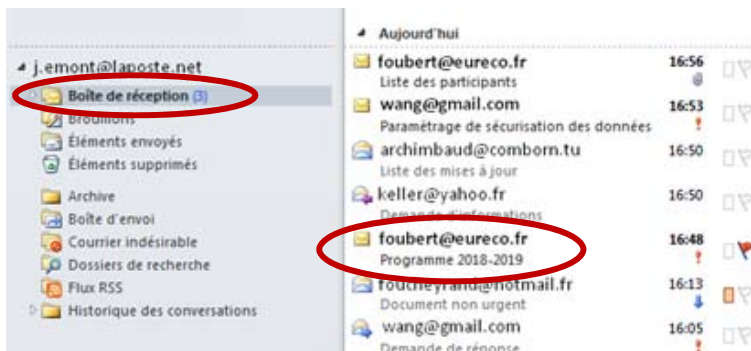 j.emont@laposte.net
Boîte de réception (3)
Brouillons
Éléments envoyés
Éléments supprimés
Archive
Boîte d'envoi
Courrier indésirable
Dossiers de recherche
Flux RSS
Historique des conversations
Aujourd'hui
foubert@eureco.fr 16:56
Liste des participants
wang@gmail.com 16:53
Paramètrage de sécurisation des données
archimbaud@comborn.tu 16:50
Liste des mises à jour
keller@yahoo.fr 16:50
Demande d'informations
foubert@eureco.fr 16:48
Programme 2018-2019
foucheyrand@hotmail.fr 16:13
Document non urgent
wang@gmail.com 16:05
Demande de réponse